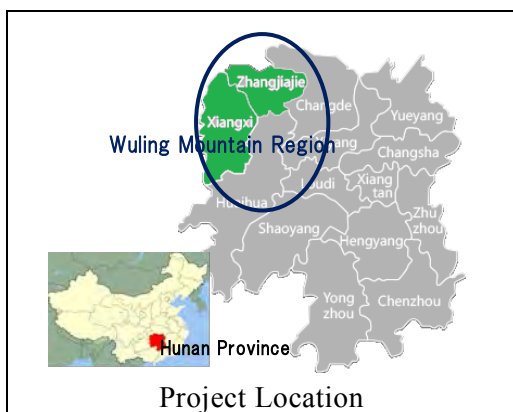 Zhangjiajie
Changde
Yueyang
Xiangxi
Wuling Mountain Region
Changsha
Loudi
Xiang
tan
Huaihua
Zhu
zhou
Shaoyang
Hengyang
Yong
zhou
Chenzhou
Hunan Province
Project Location